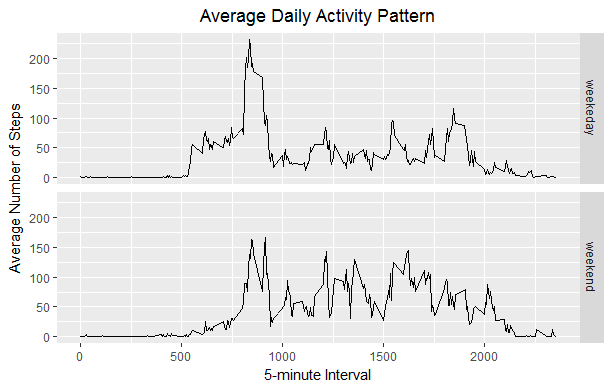 Average Daily Activity Pattern
Average Number of Steps
200
150
100
50
0
weekeday
200
150
100
50
0
weekend
0 500 1000 1500 2000
5-minute Interval